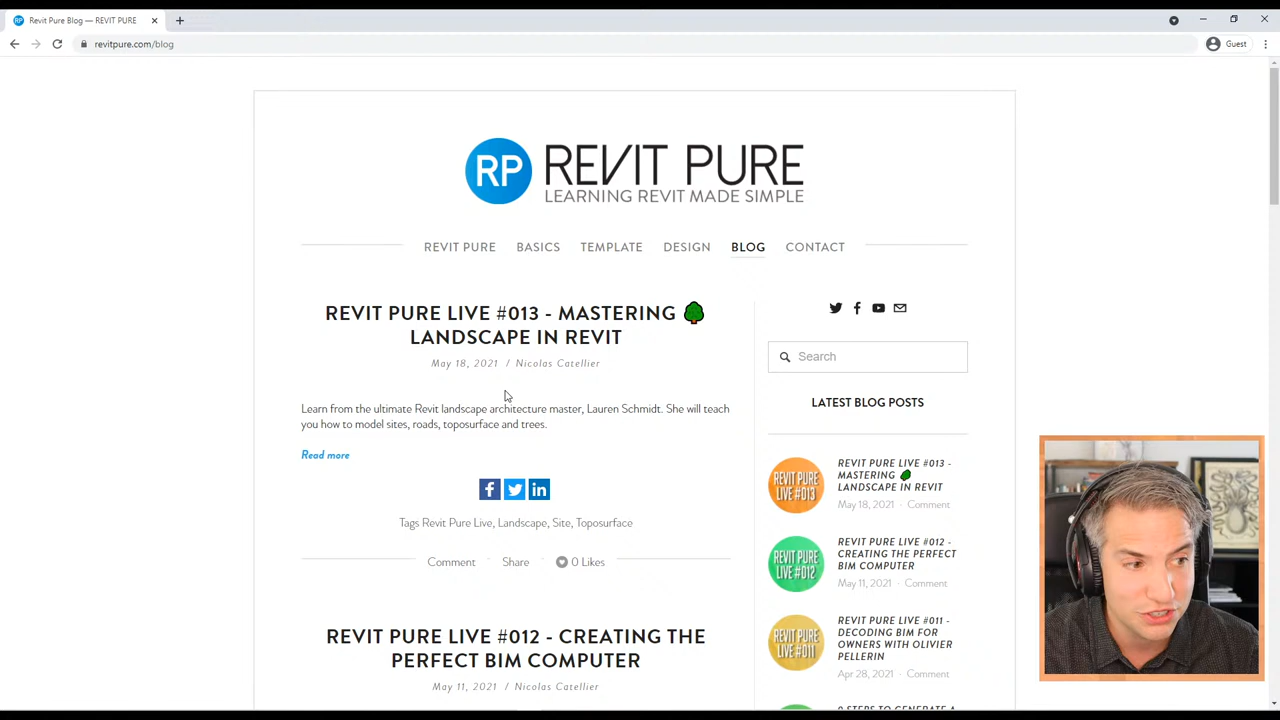 Revit Pure Blog — REVIT PURE
revitpure.com/blog
Guest
RP REVIT PURE
LEARNING REVIT MADE SIMPLE
REVIT PURE BASICS TEMPLATE DESIGN BLOG CONTACT
REVIT PURE LIVE #013 - MASTERING 🌳
LANDSCAPE IN REVIT
May 18, 2021 / Nicolas Catellier
Learn from the ultimate Revit landscape architecture master, Lauren Schmidt. She will teach
you how to model sites, roads, toposurface and trees.
Read more
Tags Revit Pure Live, Landscape, Site, Toposurface
Comment Share 0 Likes
REVIT PURE LIVE #012 - CREATING THE
PERFECT BIM COMPUTER
May 11, 2021 / Nicolas Catellier
Search
LATEST BLOG POSTS
REVIT PURE
LIVE #013
REVIT PURE LIVE #013 -
MASTERING 🌳
LANDSCAPE IN REVIT
May 18, 2021 · Comment
REVIT PURE
LIVE #012
REVIT PURE LIVE #012 -
CREATING THE PERFECT
BIM COMPUTER
May 11, 2021 · Comment
REVIT PURE
LIVE #011
REVIT PURE LIVE #011 -
DECODING BIM FOR
OWNERS WITH OLIVIER
PELLERIN
Apr 28, 2021 · Comment
9 STEPS TO GENERATE A